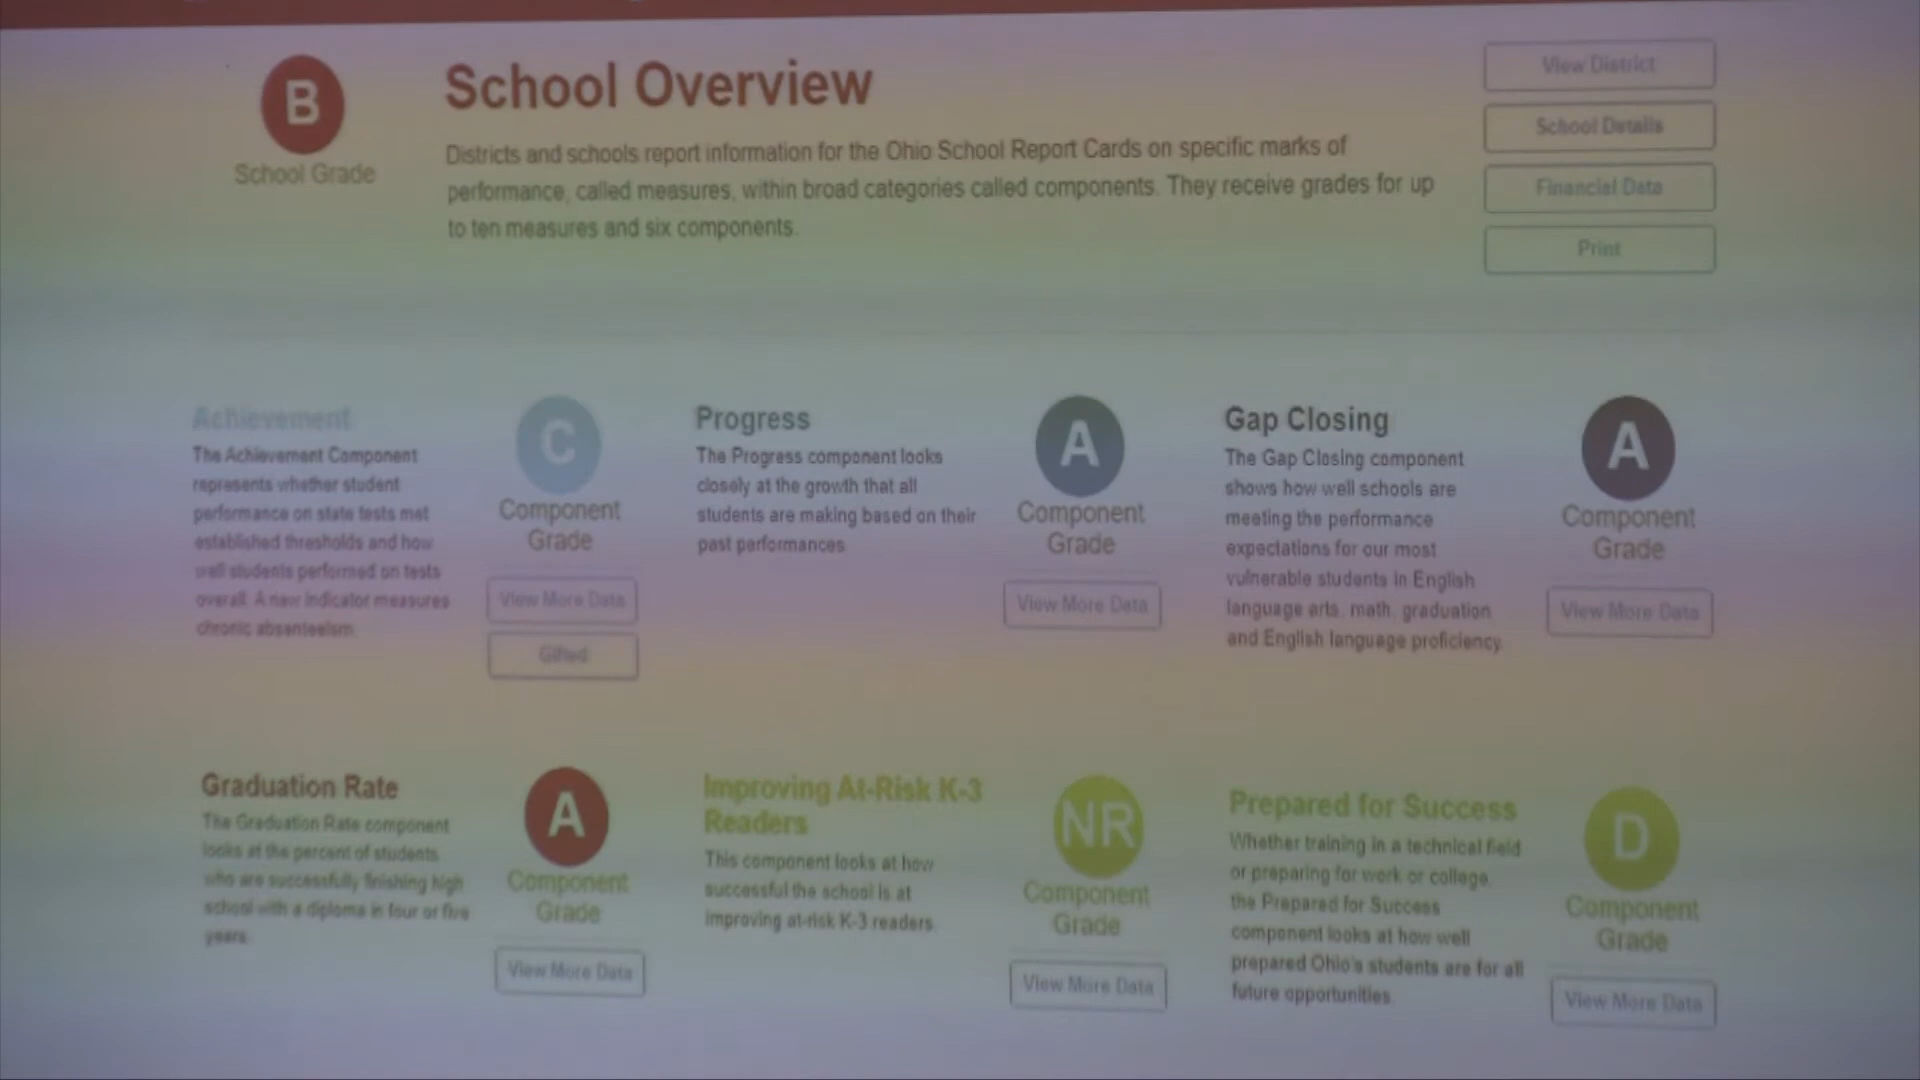 B
School Grade
School Overview
Districts and schools report information for the Ohio School Report Cards on specific marks of
performance, called measures, within broad categories called components. They receive grades for up
to ten measures and six components.
View District
School Details
Financial Data
Print
Achievement
The Achievement Component
represents whether student
performance on state tests met
established thresholds and how
well students performed on tests
overall. A new indicator measures
chronic absenteeism.
C
Component
Grade
View More Data
Gifted
Progress
The Progress component looks
closely at the growth that all
students are making based on their
past performances.
A
Component
Grade
View More Data
Gap Closing
The Gap Closing component
shows how well schools are
meeting the performance
expectations for our most
vulnerable students in English
language arts, math, graduation
and English language proficiency.
A
Component
Grade
View More Data
Graduation Rate
The Graduation Rate component
looks at the percent of students
who are successfully finishing high
school with a diploma in four or five
years.
A
Component
Grade
View More Data
Improving At-Risk K-3
Readers
This component looks at how
successful the school is at
improving at-risk K-3 readers.
NR
Component
Grade
View More Data
Prepared for Success
Whether training in a technical field
or preparing for work or college,
the Prepared for Success
component looks at how well
prepared Ohio's students are for all
future opportunities.
D
Component
Grade
View More Data